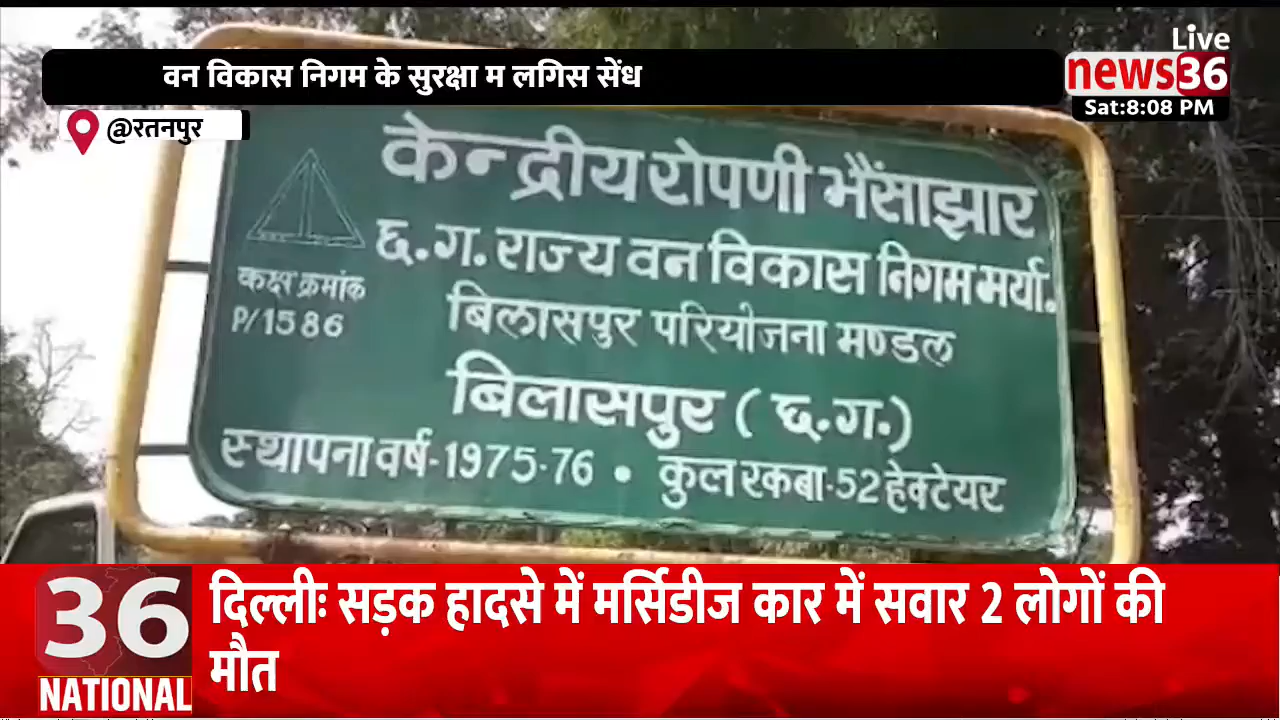 वन विकास निगम के सुरक्षा म लगिस सेंध
Live
news36
Sat:8:08 PM
@रतनपुर
केन्द्रीय रोपणी भैंसाझार
छ.ग. राज्य वन विकास निगम मर्या.
कक्ष क्रमांक
P/1586
बिलासपुर परियोजना मण्डल
बिलासपुर (छ.ग.)
स्थापना वर्ष-1975-76 • कुल रकबा-52 हेक्टेयर
36
NATIONAL
दिल्लीः सड़क हादसे में मर्सिडीज कार में सवार 2 लोगों की
मौत